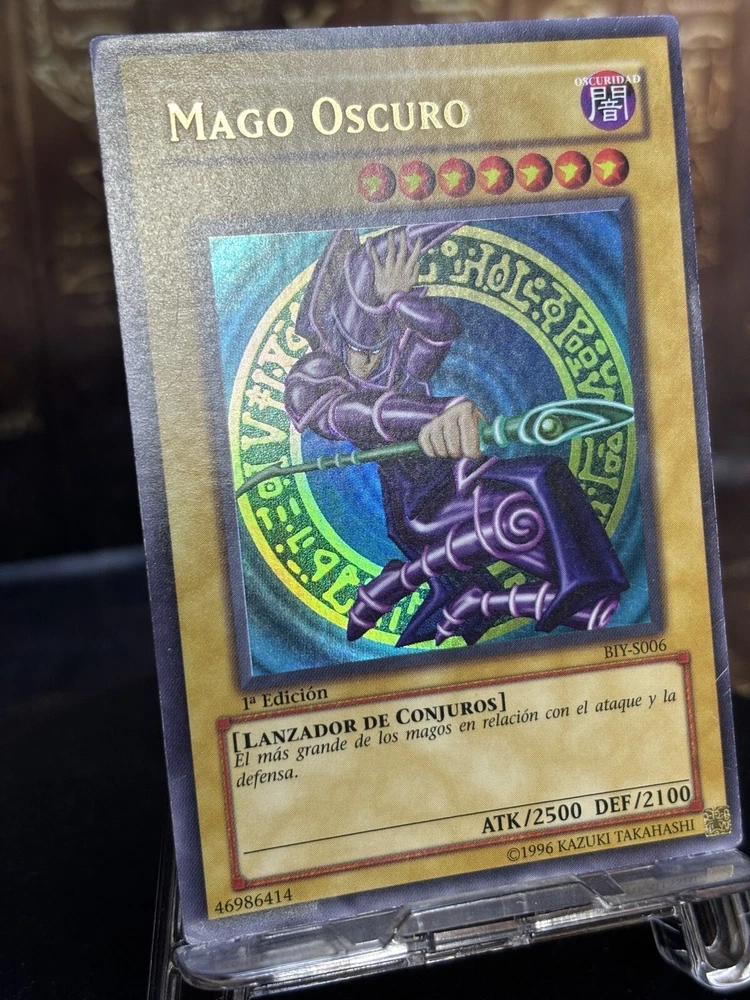 Mago Oscuro
OSCURIDAD
闇
BIY-S006
1ª Edición
[Lanzador de Conjuros]
El más grande de los magos en relación con el ataque y la
defensa.
ATK/2500 DEF/2100
©1996 KAZUKI TAKAHASHI
46986414